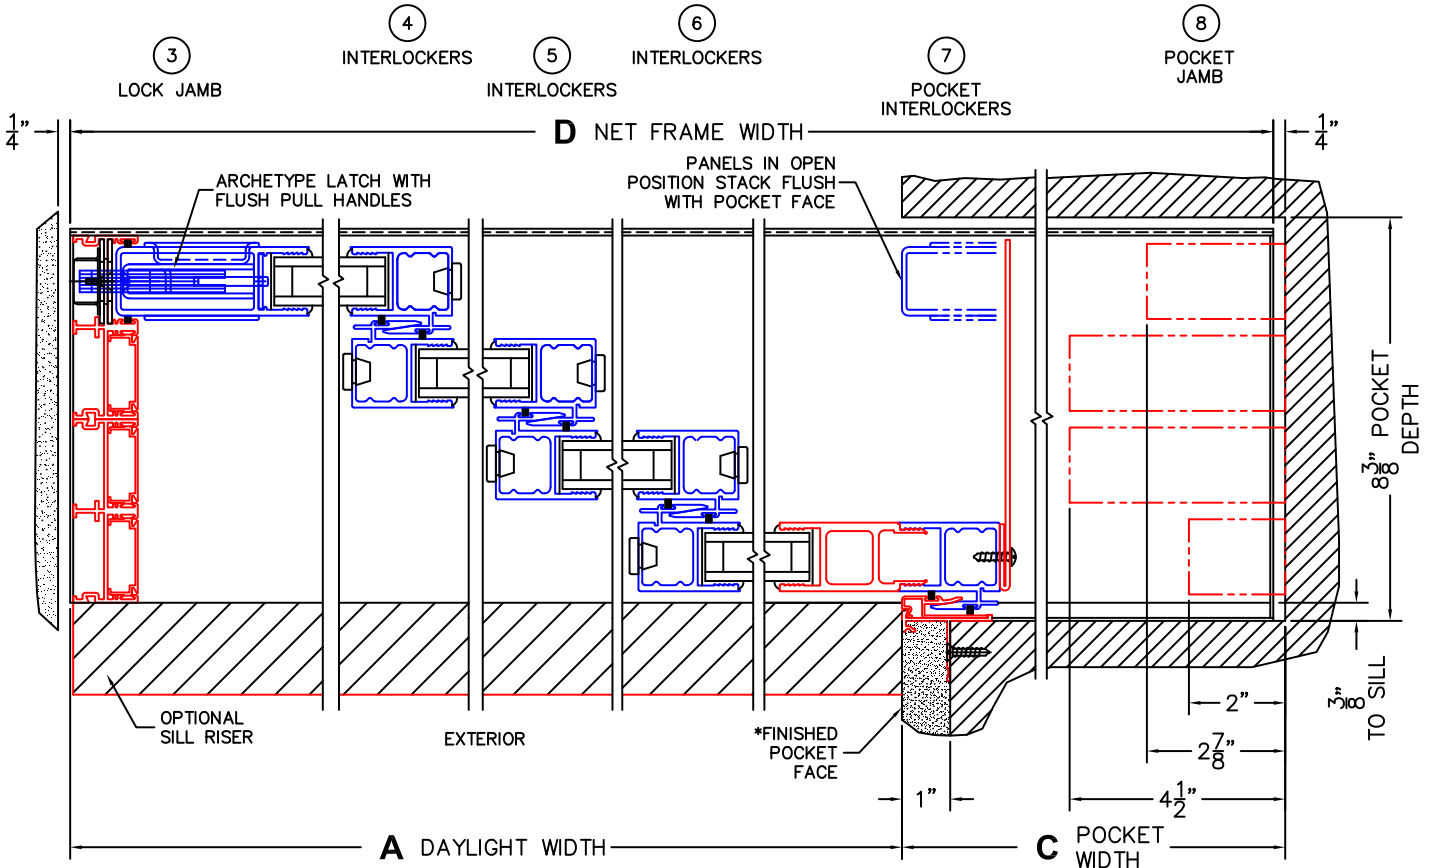 4
INTERLOCKERS
6
INTERLOCKERS
8
POCKET
JAMB
3
LOCK JAMB
5
INTERLOCKERS
7
POCKET
INTERLOCKERS
1/4"
D NET FRAME WIDTH
1/4"
ARCHETYPE LATCH WITH
FLUSH PULL HANDLES
PANELS IN OPEN
POSITION STACK FLUSH
WITH POCKET FACE
8 3/8" POCKET
DEPTH
3/8"
TO SILL
OPTIONAL
SILL RISER
EXTERIOR
*FINISHED
POCKET
FACE
2"
2 7/8"
1"
4 1/2"
A DAYLIGHT WIDTH
C POCKET
WIDTH